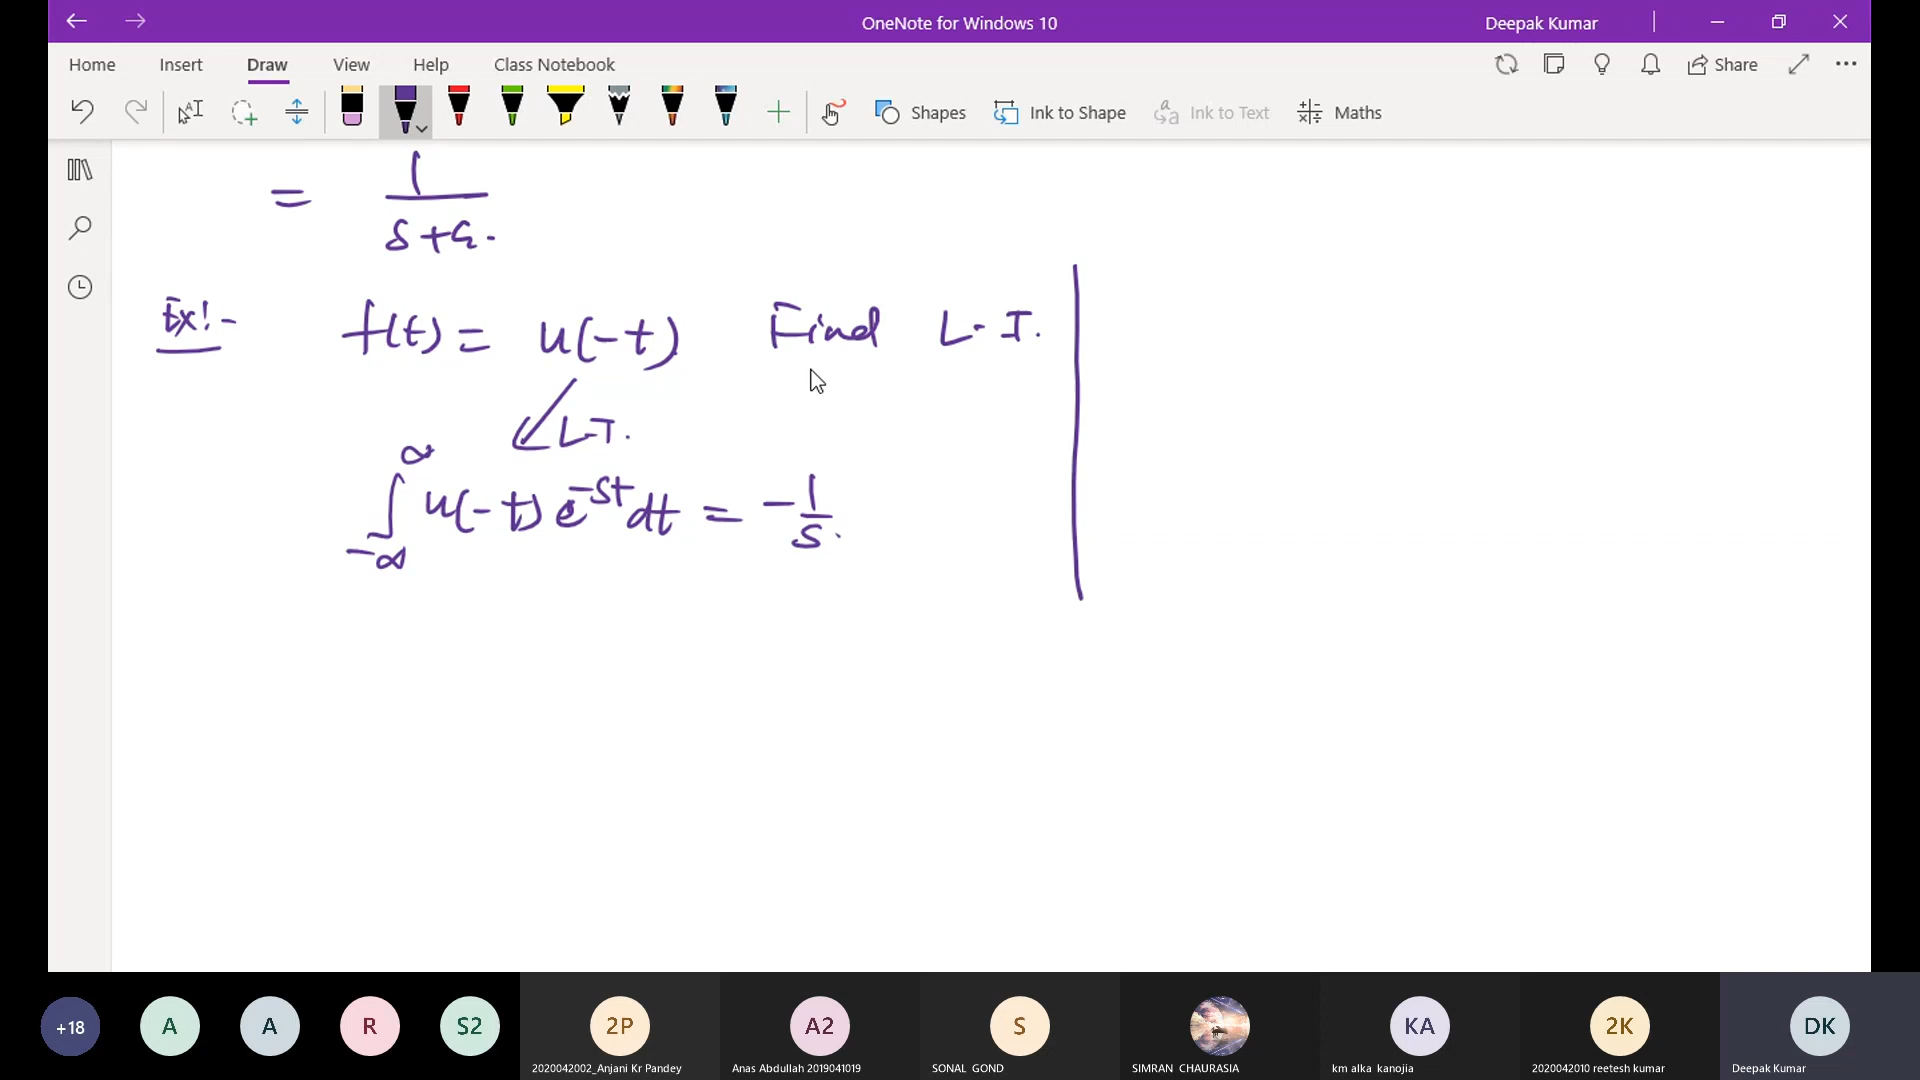 OneNote for Windows 10
Deepak Kumar
Home Insert Draw View Help Class Notebook
Share
Shapes Ink to Shape Ink to Text Maths
= 1/(s+a).
Ex:- f(t) = u(-t) Find L.T.
L.T.
∫_{-∞}^{∞} u(-t) e^{-st} dt = -1/s.
+18 A A R S2 2P A2 S KA 2K DK
2020042002_Anjani Kr Pandey Anas Abdullah 2019041019 SONAL GOND SIMRAN CHAURASIA km alka kanojia 2020042010 reetesh kumar Deepak Kumar